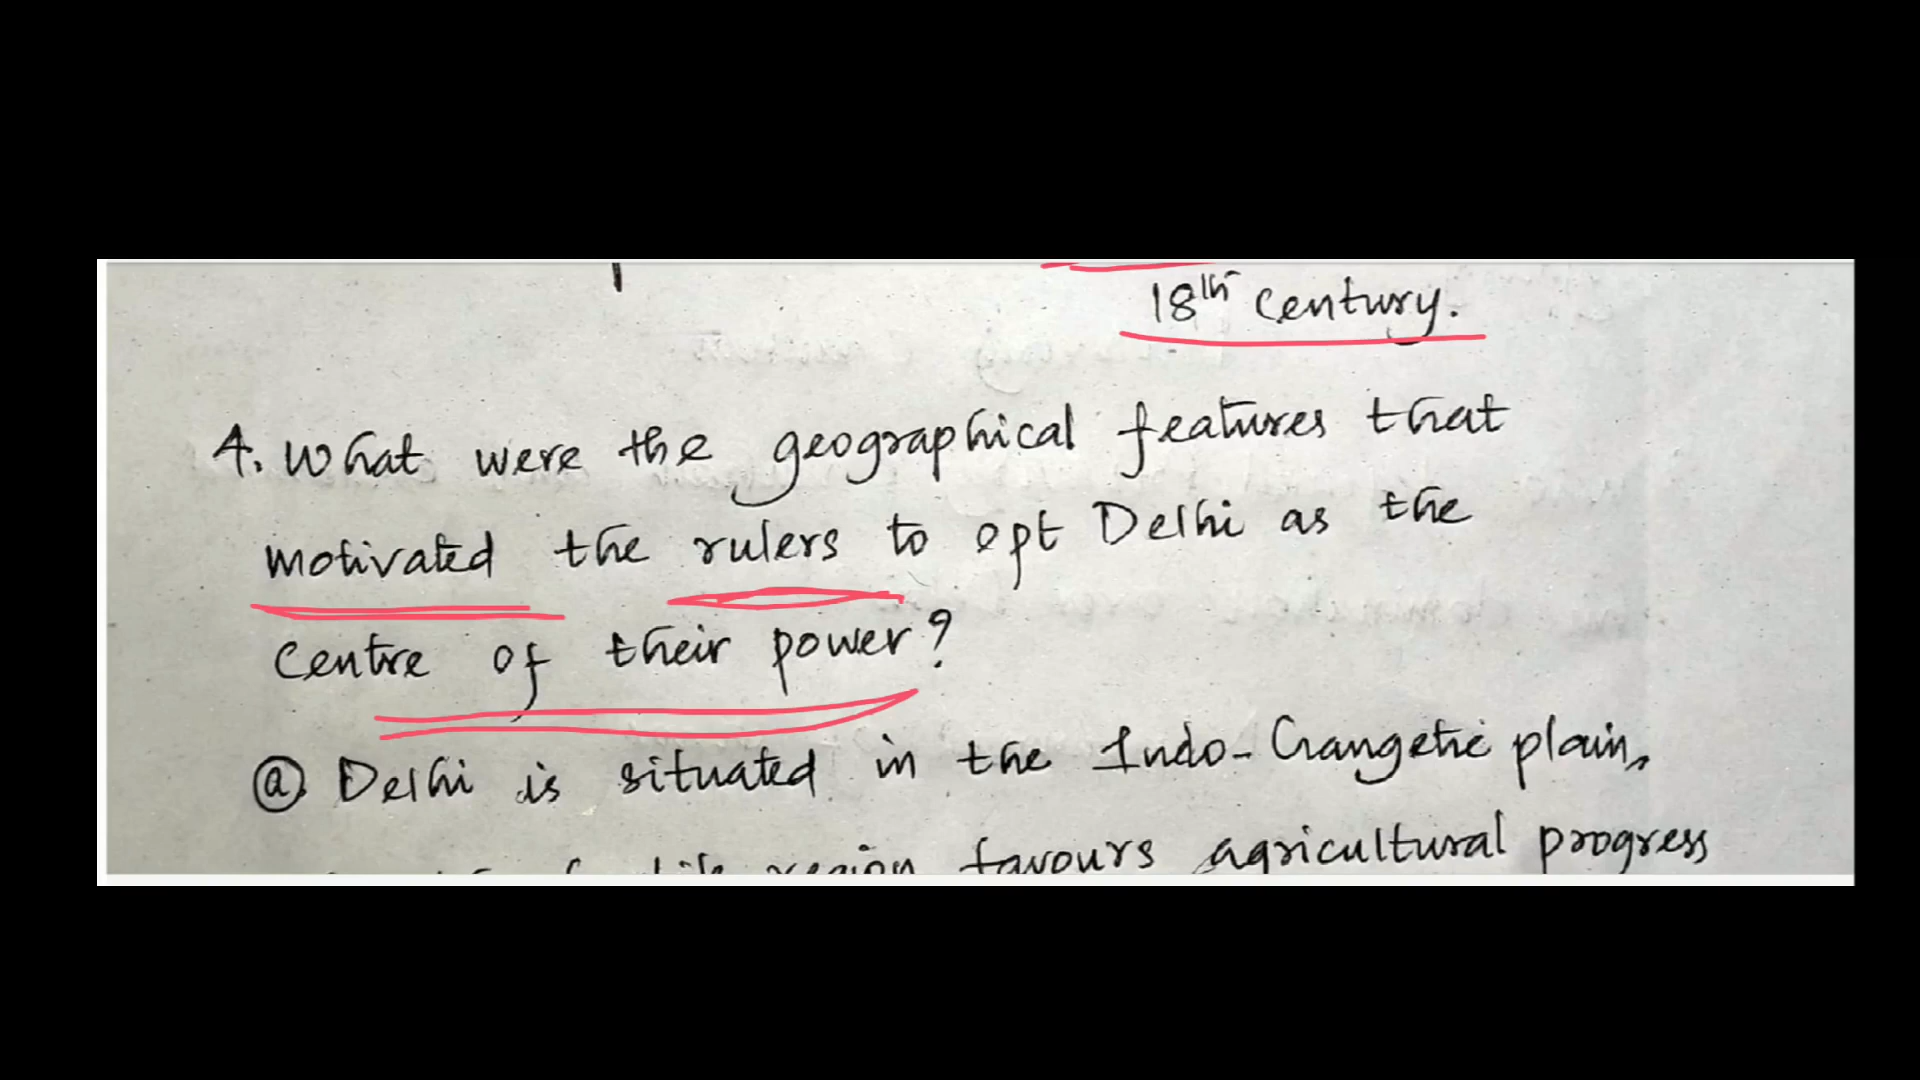 18th century.
4. What were the geographical features that
motivated the rulers to opt Delhi as the
centre of their power?
(a). Delhi is situated in the Indo-Gangetic plain,
region favours agricultural progress